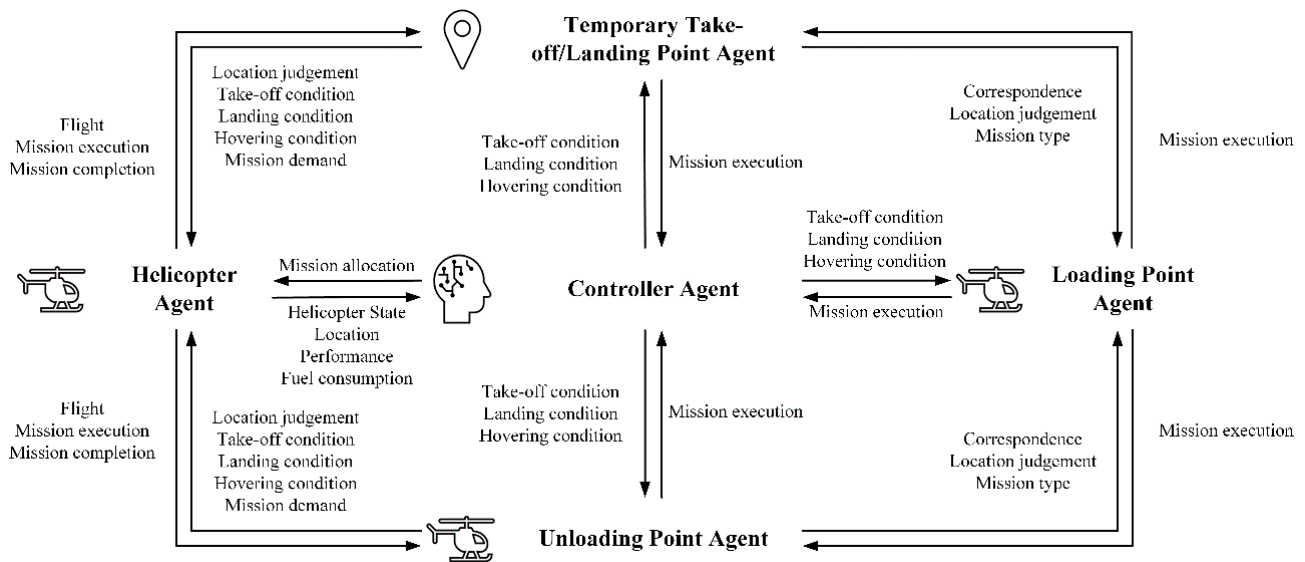 Temporary Take-
off/Landing Point Agent
Location judgement
Take-off condition
Landing condition
Hovering condition
Mission demand
Flight
Mission execution
Mission completion
Take-off condition
Landing condition
Hovering condition
Mission execution
Correspondence
Location judgement
Mission type
Mission execution
Take-off condition
Landing condition
Hovering condition
Mission allocation
Helicopter
Agent
Controller Agent
Loading Point
Agent
Mission execution
Helicopter State
Location
Performance
Fuel consumption
Flight
Mission execution
Mission completion
Location judgement
Take-off condition
Landing condition
Hovering condition
Mission demand
Take-off condition
Landing condition
Hovering condition
Mission execution
Correspondence
Location judgement
Mission type
Mission execution
Unloading Point Agent